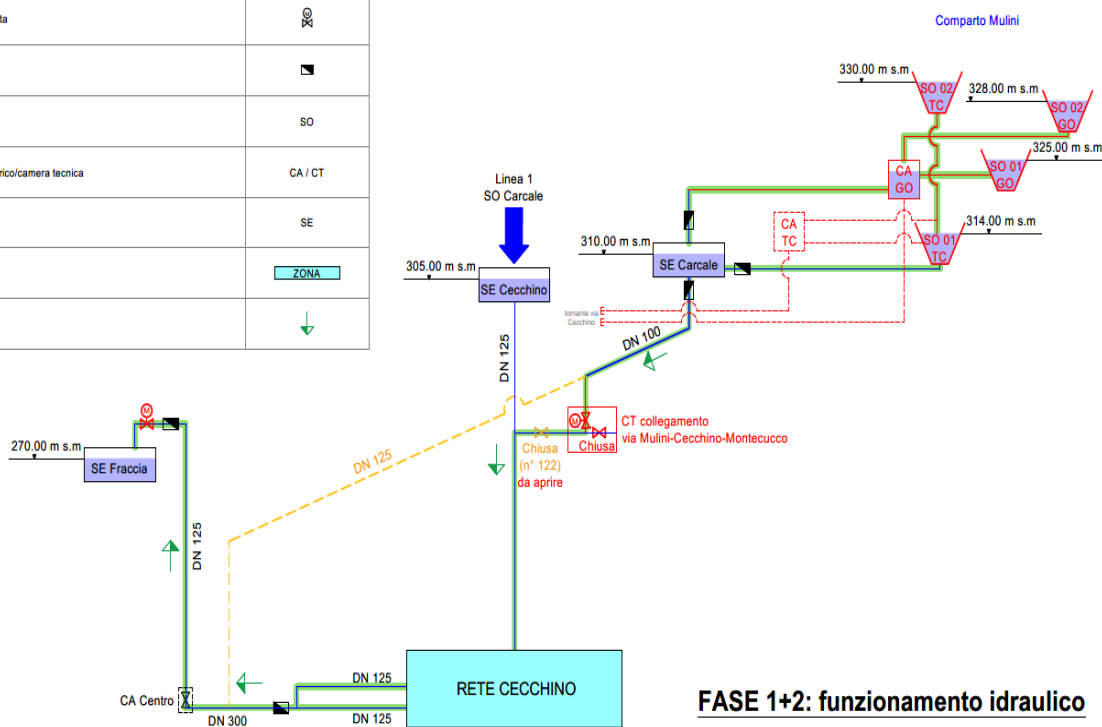 ta
M
SO
rico/camera tecnica
CA / CT
SE
ZONA
Comparto Mulini
330.00 m s.m
SO 02
TC
328.00 m s.m
SO 02
GO
325.00 m s.m
SO 01
GO
CA
GO
314.00 m s.m
SO 01
TC
CA
TC
Linea 1
SO Carcale
310.00 m s.m
SE Carcale
305.00 m s.m
SE Cecchino
tornante via
Cecchino
DN 100
DN 125
M
CT collegamento
via Mulini-Cecchino-Montecucco
Chiusa
Chiusa
(n° 122)
da aprire
DN 125
M
270.00 m s.m
SE Fraccia
DN 125
CA Centro
DN 300
DN 125
DN 125
RETE CECCHINO
FASE 1+2: funzionamento idraulico